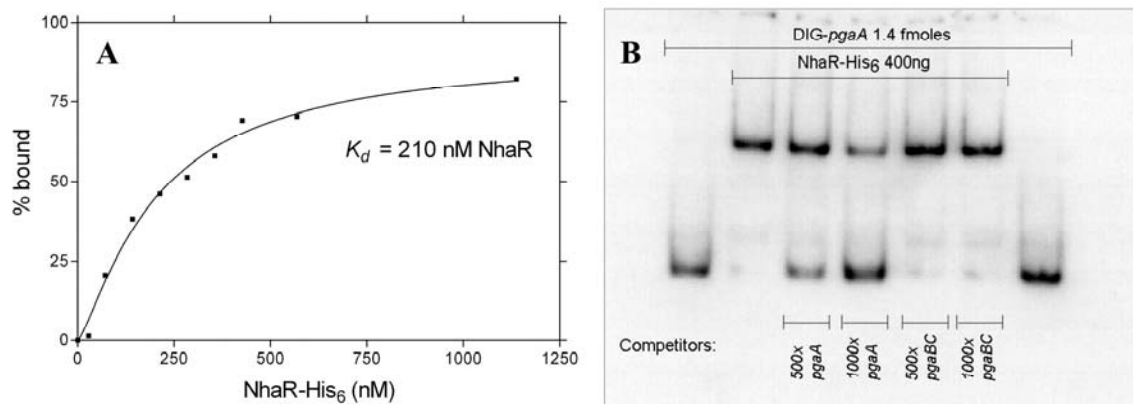 A
100
75
50
25
0
% bound
K_d = 210 nM NhaR
0 250 500 750 1000 1250
NhaR-His₆ (nM)
B
DIG-pgaA 1.4 fmoles
NhaR-His₆ 400ng
Competitors:
500x
pgaA
1000x
pgaA
500x
pgaBC
1000x
pgaBC